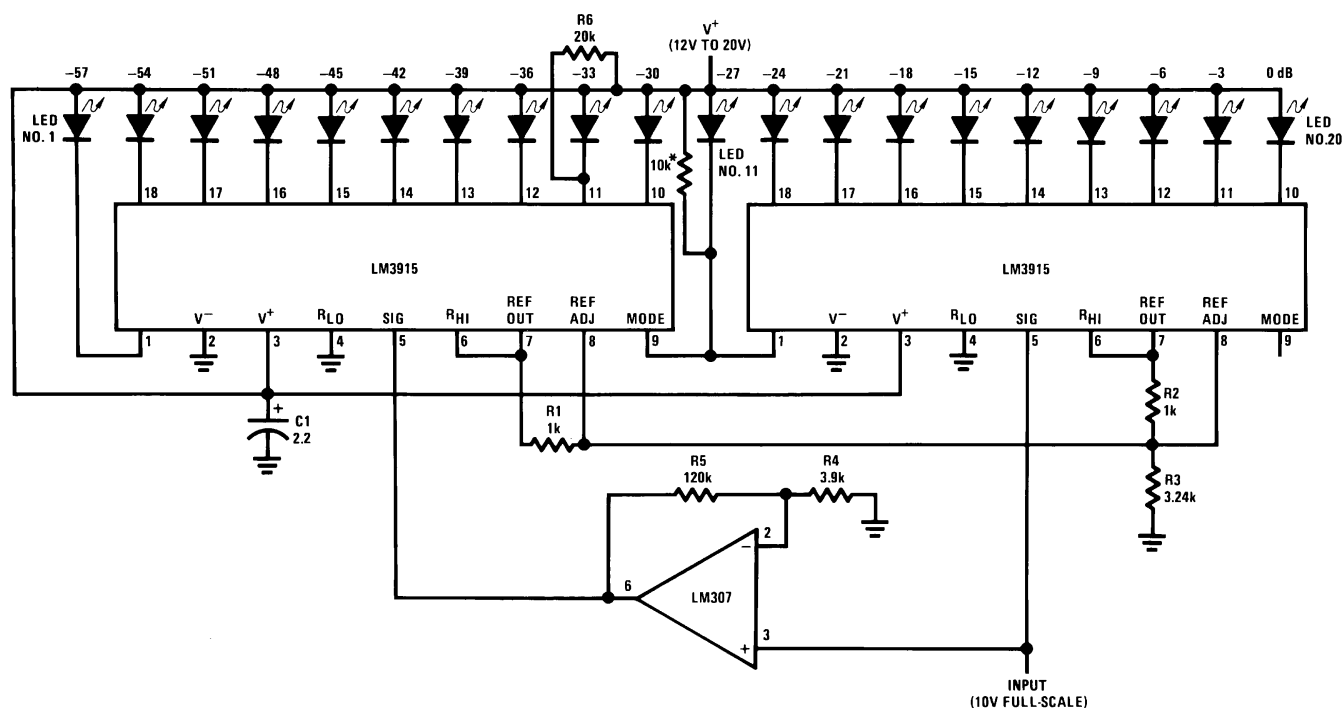 R6
20k
V+
(12V TO 20V)
−57 −54 −51 −48 −45 −42 −39 −36 −33 −30 −27 −24 −21 −18 −15 −12 −9 −6 −3 0 dB
LED
NO. 1
10k*
LED
NO. 11
LED
NO.20
18 17 16 15 14 13 12 11 10
18 17 16 15 14 13 12 11 10
LM3915
LM3915
V− V+ RLO SIG RHI REF OUT REF ADJ MODE
1 2 3 4 5 6 7 8 9
V− V+ RLO SIG RHI REF OUT REF ADJ MODE
1 2 3 4 5 6 7 8 9
+
C1
2.2
R1
1k
R2
1k
R3
3.24k
R5
120k
R4
3.9k
2
−
6
LM307
3
+
INPUT
(10V FULL-SCALE)